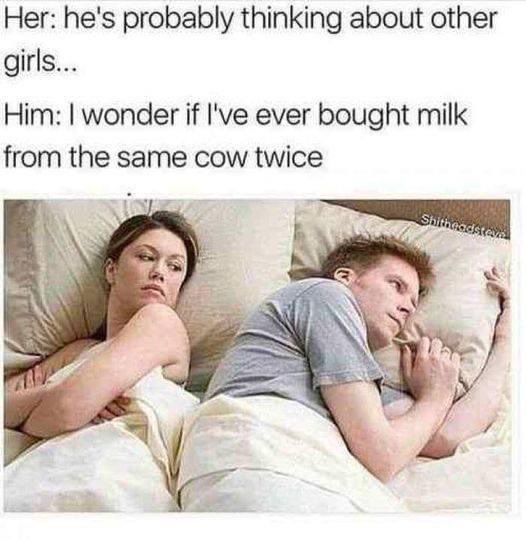 Her: he's probably thinking about other
girls...
Him: I wonder if I've ever bought milk
from the same cow twice
Shitheadsteve